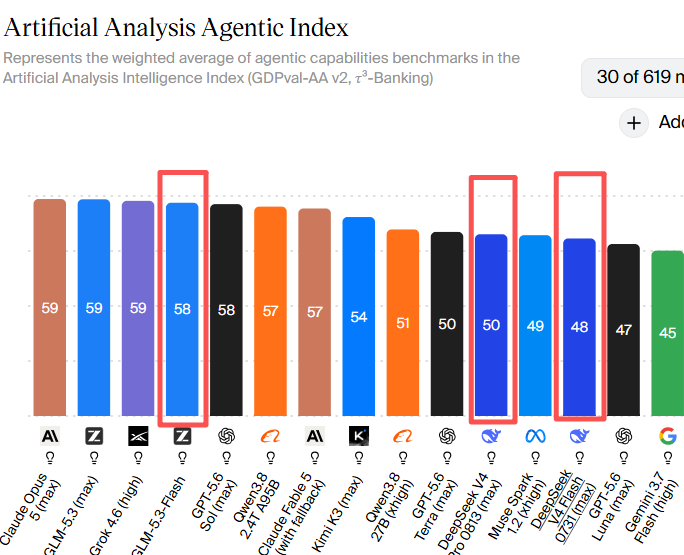 Artificial Analysis Agentic Index
Represents the weighted average of agentic capabilities benchmarks in the
Artificial Analysis Intelligence Index (GDPval-AA v2, τ³-Banking)
30 of 619 m
+ Add
59
59
59
58
58
57
57
54
51
50
50
49
48
47
45
Claude Opus
5 (max)
GLM-5.3 (max)
Grok 4.6 (high)
GLM-5.3-Flash
GPT-5.6
Sol (max)
Qwen3.8
2.4T A95B
Claude Fable 5
(with fallback)
Kimi K3 (max)
Qwen3.8
27B (xhigh)
GPT-5.6
Terra (max)
DeepSeek V4
Pro 0813 (max)
Muse Spark
1.2 (xhigh)
DeepSeek
V4 Flash
0731 (max)
GPT-5.6
Luna (max)
Gemini 3.7
Flash (high)